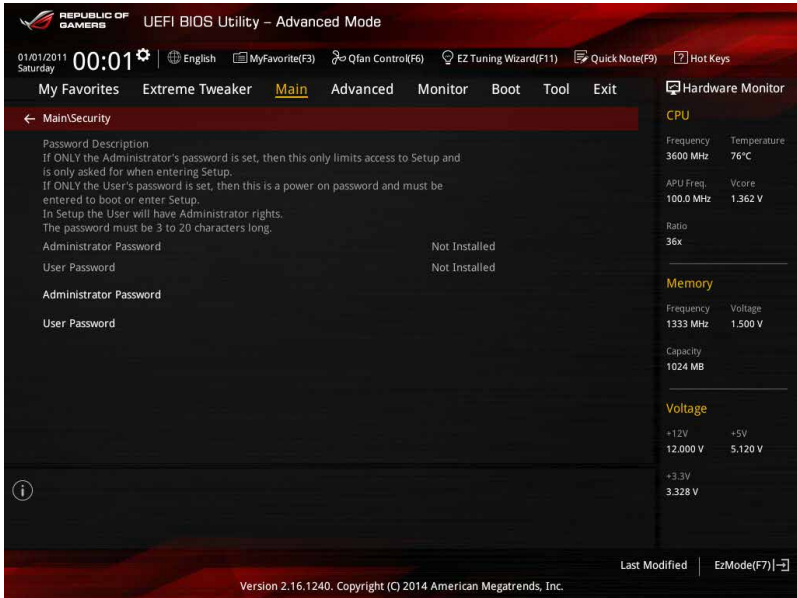 REPUBLIC OF
GAMERS
UEFI BIOS Utility – Advanced Mode
01/01/2011
Saturday
00:01
English
MyFavorite(F3)
Qfan Control(F6)
EZ Tuning Wizard(F11)
Quick Note(F9)
? Hot Keys
My Favorites
Extreme Tweaker
Main
Advanced
Monitor
Boot
Tool
Exit
Hardware Monitor
← Main\Security
Password Description
If ONLY the Administrator's password is set, then this only limits access to Setup and
is only asked for when entering Setup.
If ONLY the User's password is set, then this is a power on password and must be
entered to boot or enter Setup.
In Setup the User will have Administrator rights.
The password must be 3 to 20 characters long.
Administrator Password Not Installed
User Password Not Installed
Administrator Password
User Password
CPU
Frequency Temperature
3600 MHz 76°C
APU Freq. Vcore
100.0 MHz 1.362 V
Ratio
36x
Memory
Frequency Voltage
1333 MHz 1.500 V
Capacity
1024 MB
Voltage
+12V +5V
12.000 V 5.120 V
+3.3V
3.328 V
i
Last Modified
EzMode(F7)
Version 2.16.1240. Copyright (C) 2014 American Megatrends, Inc.